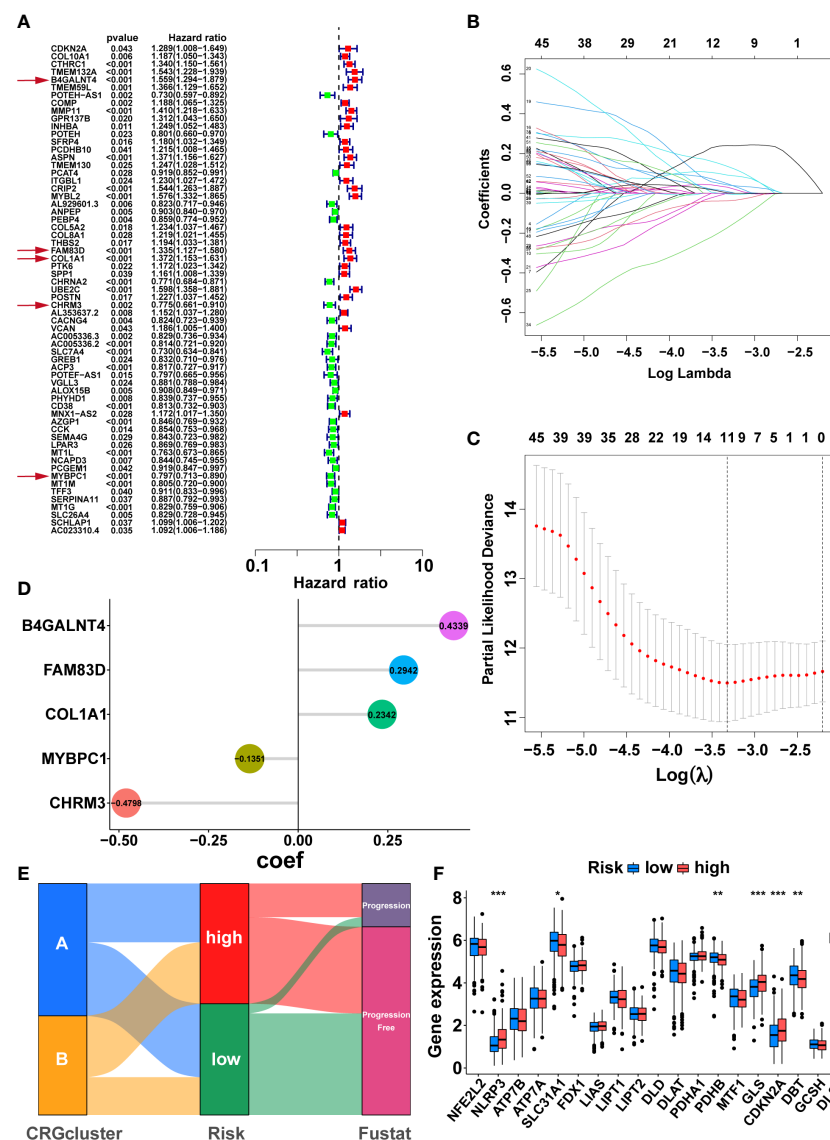 A
pvalue Hazard ratio
CDKN2A 0.043 1.289(1.008−1.649)
COL10A1 0.006 1.187(1.050−1.343)
CTHRC1 <0.001 1.340(1.150−1.561)
TMEM132A <0.001 1.543(1.228−1.939)
B4GALNT4 <0.001 1.559(1.294−1.879)
TMEM59L <0.001 1.366(1.129−1.652)
POTEH−AS1 0.002 0.730(0.597−0.892)
COMP 0.002 1.188(1.065−1.325)
MMP11 <0.001 1.410(1.218−1.633)
GPR137B 0.020 1.312(1.043−1.650)
INHBA 0.011 1.249(1.052−1.483)
POTEH 0.023 0.801(0.660−0.970)
SFRP4 0.016 1.180(1.032−1.349)
PCDHB10 0.041 1.215(1.008−1.465)
ASPN <0.001 1.371(1.156−1.627)
TMEM130 0.025 1.247(1.028−1.512)
PCAT4 0.028 0.919(0.852−0.991)
ITGBL1 0.024 1.230(1.027−1.472)
CRIP2 <0.001 1.544(1.263−1.887)
MYBL2 <0.001 1.576(1.332−1.865)
AL929601.3 0.006 0.823(0.717−0.946)
ANPEP 0.005 0.903(0.840−0.970)
PEBP4 0.004 0.859(0.774−0.952)
COL5A2 0.018 1.234(1.037−1.467)
COL8A1 0.028 1.219(1.021−1.455)
THBS2 0.017 1.194(1.033−1.381)
FAM83D <0.001 1.335(1.127−1.580)
COL1A1 <0.001 1.372(1.153−1.631)
PTK6 0.022 1.172(1.023−1.342)
SPP1 0.039 1.161(1.008−1.339)
CHRNA2 <0.001 0.771(0.684−0.871)
UBE2C <0.001 1.598(1.358−1.881)
POSTN 0.017 1.227(1.037−1.452)
CHRM3 0.002 0.775(0.661−0.910)
AL353637.2 0.008 1.152(1.037−1.280)
CACNG4 0.004 0.824(0.723−0.939)
VCAN 0.043 1.186(1.005−1.400)
AC005336.3 0.002 0.829(0.736−0.934)
AC005336.2 <0.001 0.814(0.721−0.920)
SLC7A4 <0.001 0.730(0.634−0.841)
GREB1 0.024 0.832(0.710−0.976)
ACP3 <0.001 0.817(0.727−0.917)
POTEF−AS1 0.015 0.797(0.665−0.956)
VGLL3 0.024 0.881(0.788−0.984)
ALOX15B 0.005 0.908(0.849−0.971)
PHYHD1 0.008 0.839(0.737−0.955)
CD38 <0.001 0.813(0.732−0.903)
MNX1−AS2 0.028 1.172(1.017−1.350)
AZGP1 <0.001 0.846(0.769−0.932)
CCK 0.014 0.854(0.753−0.968)
SEMA4G 0.029 0.843(0.723−0.982)
LPAR3 0.026 0.869(0.769−0.983)
MT1L <0.001 0.763(0.673−0.865)
NCAPD3 0.007 0.844(0.745−0.955)
PCGEM1 0.042 0.919(0.847−0.997)
MYBPC1 <0.001 0.797(0.713−0.890)
MT1M <0.001 0.805(0.720−0.900)
TFF3 0.040 0.911(0.833−0.996)
SERPINA11 0.037 0.887(0.792−0.993)
MT1G <0.001 0.829(0.759−0.906)
SLC26A4 0.005 0.829(0.728−0.945)
SCHLAP1 0.037 1.099(1.006−1.202)
AC023310.4 0.035 1.092(1.006−1.186)
0.1 1 10
Hazard ratio
B
45 38 29 21 12 9 1
0.6
0.4
0.2
0.0
−0.2
−0.4
−0.6
Coefficients
−5.5 −5.0 −4.5 −4.0 −3.5 −3.0 −2.5
Log Lambda
C
45 39 39 35 28 22 19 14 11 9 7 5 1 1 0
14
13
12
11
Partial Likelihood Deviance
−5.5 −5.0 −4.5 −4.0 −3.5 −3.0 −2.5
Log(λ)
D
B4GALNT4 0.4339
FAM83D 0.2942
COL1A1 0.2342
MYBPC1 −0.1351
CHRM3 −0.4798
−0.50 −0.25 0.00 0.25
coef
E
A
B
high
low
Progression
Progression
Free
CRGcluster Risk Fustat
F
Risk low high
*** * ** *** *** **
8
6
4
2
0
Gene expression
NFE2L2
NLRP3
ATP7B
ATP7A
SLC31A1
FDX1
LIAS
LIPT1
LIPT2
DLD
DLAT
PDHA1
PDHB
MTF1
GLS
CDKN2A
DBT
GCSH